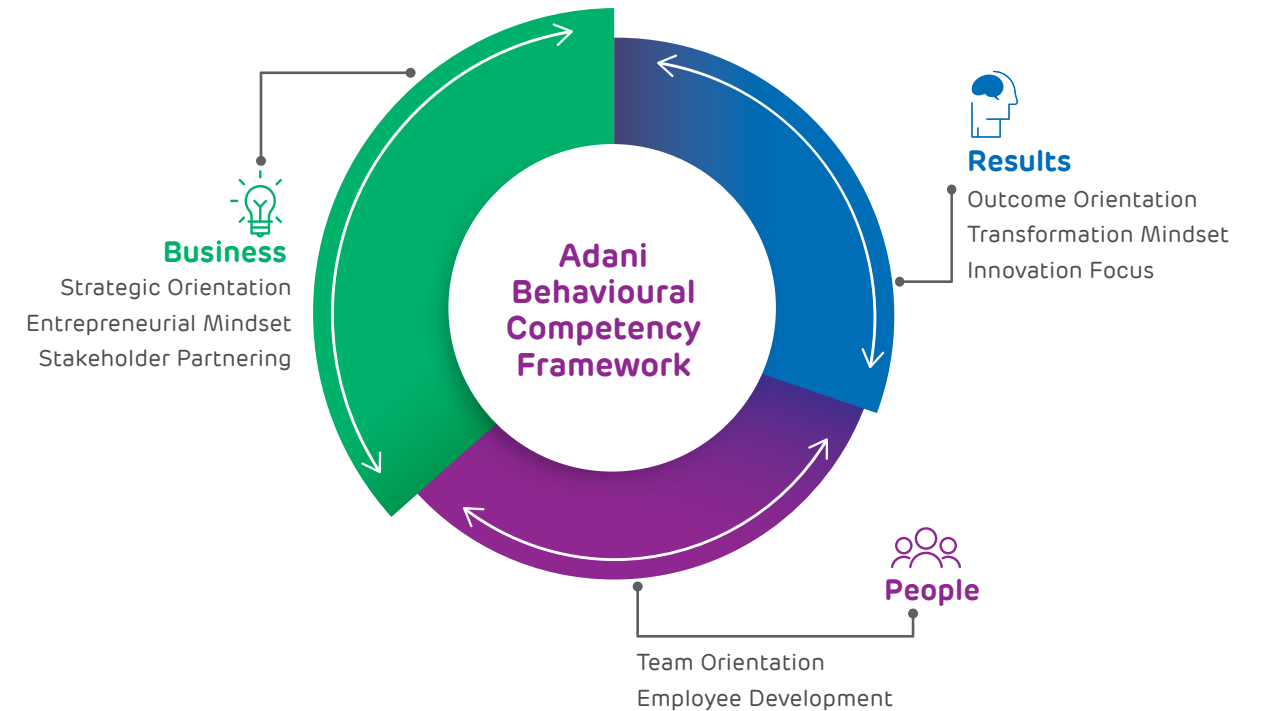 Adani
Behavioural
Competency
Framework
Business
Strategic Orientation
Entrepreneurial Mindset
Stakeholder Partnering
Results
Outcome Orientation
Transformation Mindset
Innovation Focus
People
Team Orientation
Employee Development